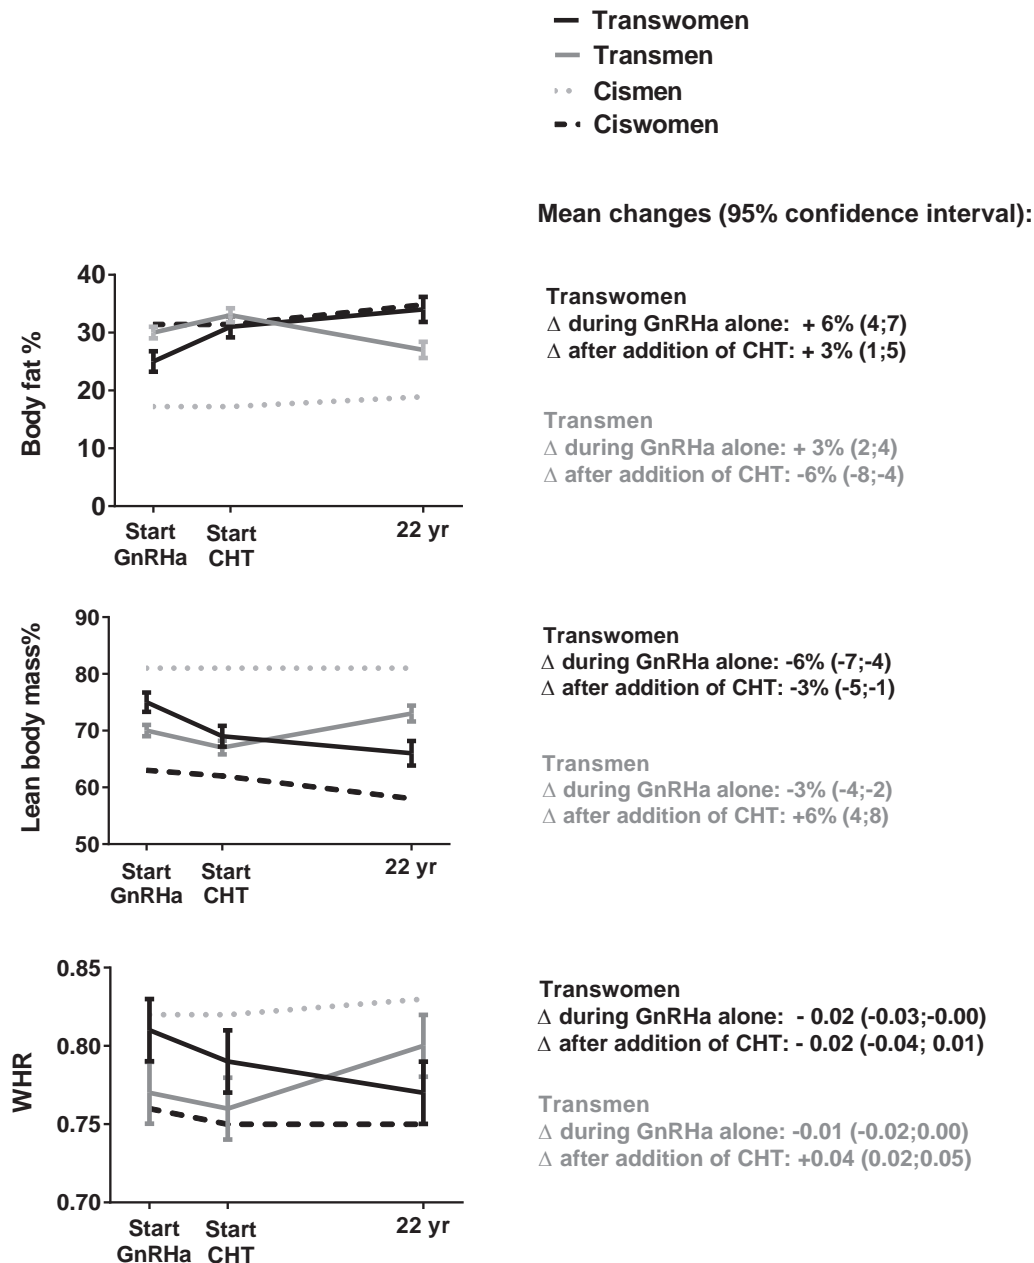 Transwomen
Transmen
Cismen
Ciswomen
Mean changes (95% confidence interval):
Body fat %
40
30
20
10
0
Start
GnRHa
Start
CHT
22 yr
Transwomen
Δ during GnRHa alone: + 6% (4;7)
Δ after addition of CHT: + 3% (1;5)
Transmen
Δ during GnRHa alone: + 3% (2;4)
Δ after addition of CHT: -6% (-8;-4)
Lean body mass%
90
80
70
60
50
Start
GnRHa
Start
CHT
22 yr
Transwomen
Δ during GnRHa alone: -6% (-7;-4)
Δ after addition of CHT: -3% (-5;-1)
Transmen
Δ during GnRHa alone: -3% (-4;-2)
Δ after addition of CHT: +6% (4;8)
WHR
0.85
0.80
0.75
0.70
Start
GnRHa
Start
CHT
22 yr
Transwomen
Δ during GnRHa alone: - 0.02 (-0.03;-0.00)
Δ after addition of CHT: - 0.02 (-0.04; 0.01)
Transmen
Δ during GnRHa alone: -0.01 (-0.02;0.00)
Δ after addition of CHT: +0.04 (0.02;0.05)